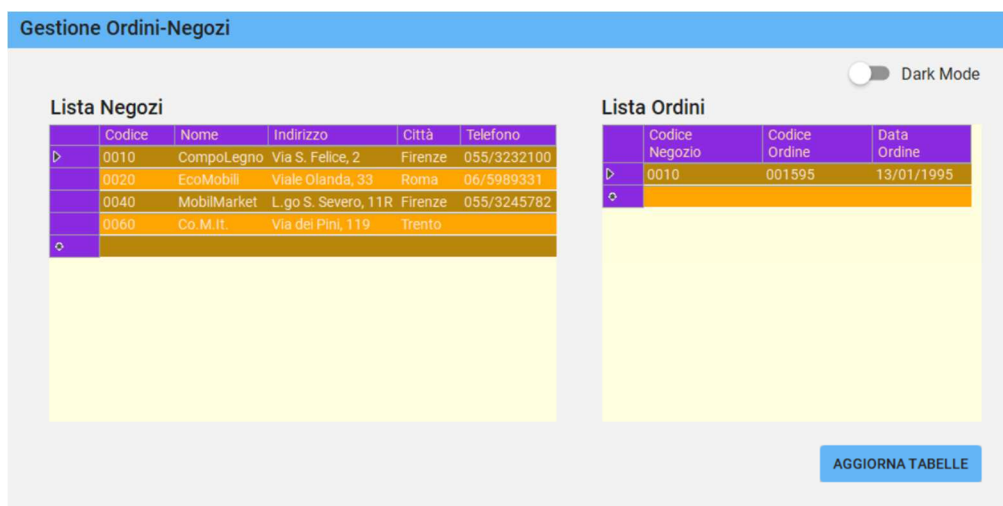 Gestione Ordini-Negozi
Dark Mode
Lista Negozi
Codice Nome Indirizzo Città Telefono
0010 CompoLegno Via S. Felice, 2 Firenze 055/3232100
0020 EcoMobili Viale Olanda, 33 Roma 06/5989331
0040 MobilMarket L.go S. Severo, 11R Firenze 055/3245782
0060 Co.M.It. Via dei Pini, 119 Trento
Lista Ordini
Codice Negozio Codice Ordine Data Ordine
0010 001595 13/01/1995
AGGIORNA TABELLE